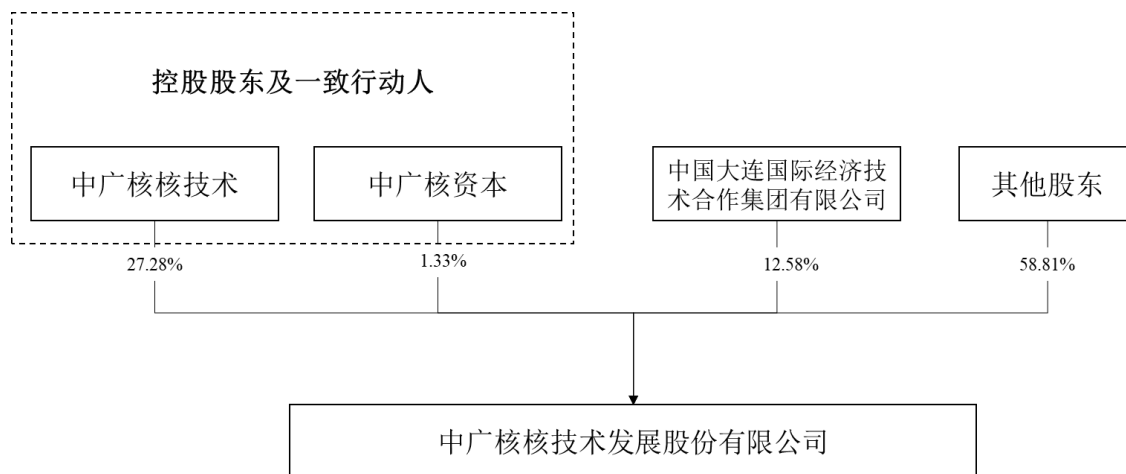 控股股东及一致行动人
中广核核技术
中广核资本
中国大连国际经济技
术合作集团有限公司
其他股东
27.28%
1.33%
12.58%
58.81%
中广核核技术发展股份有限公司